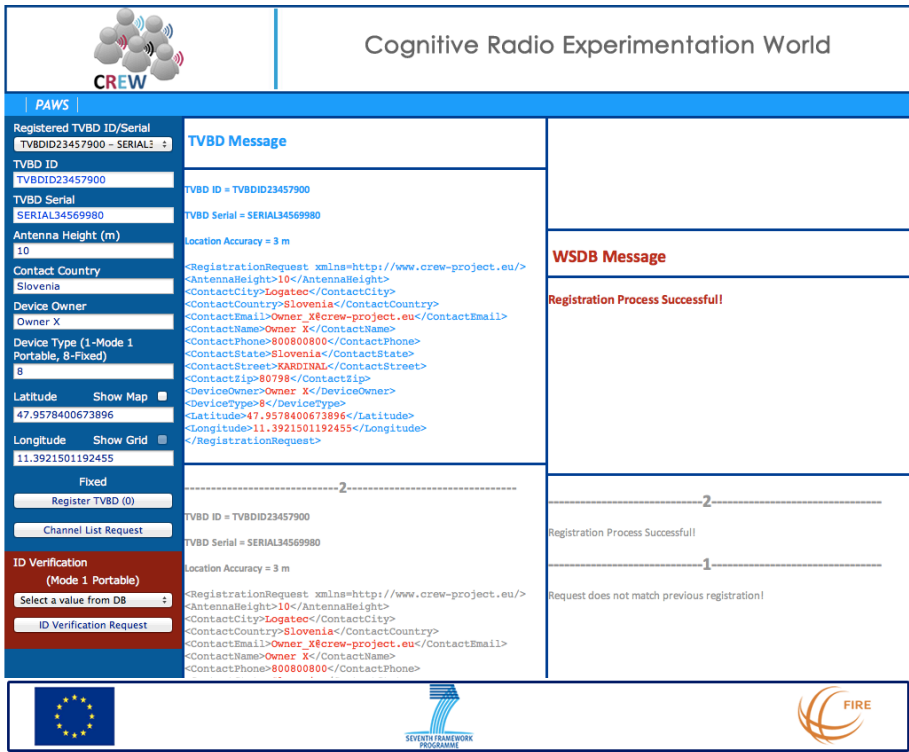 CREW
Cognitive Radio Experimentation World
PAWS
Registered TVBD ID/Serial
TVBDID23457900 – SERIAL3
TVBD ID
TVBDID23457900
TVBD Serial
SERIAL34569980
Antenna Height (m)
10
Contact Country
Slovenia
Device Owner
Owner X
Device Type (1-Mode 1
Portable, 8-Fixed)
8
Latitude Show Map
47.9578400673896
Longitude Show Grid
11.3921501192455
Fixed
Register TVBD (0)
Channel List Request
ID Verification
(Mode 1 Portable)
Select a value from DB
ID Verification Request
TVBD Message
TVBD ID = TVBDID23457900
TVBD Serial = SERIAL34569980
Location Accuracy = 3 m
<RegistrationRequest xmlns=http://www.crew-project.eu/>
<AntennaHeight>10</AntennaHeight>
<ContactCity>Logatec</ContactCity>
<ContactCountry>Slovenia</ContactCountry>
<ContactEmail>Owner_X@crew-project.eu</ContactEmail>
<ContactName>Owner X</ContactName>
<ContactPhone>800800800</ContactPhone>
<ContactState>Slovenia</ContactState>
<ContactStreet>KARDINAL</ContactStreet>
<ContactZip>80798</ContactZip>
<DeviceOwner>Owner X</DeviceOwner>
<DeviceType>8</DeviceType>
<Latitude>47.9578400673896</Latitude>
<Longitude>11.3921501192455</Longitude>
</RegistrationRequest>
------------------------------2---------------------------------
TVBD ID = TVBDID23457900
TVBD Serial = SERIAL34569980
Location Accuracy = 3 m
<RegistrationRequest xmlns=http://www.crew-project.eu/>
<AntennaHeight>10</AntennaHeight>
<ContactCity>Logatec</ContactCity>
<ContactCountry>Slovenia</ContactCountry>
<ContactEmail>Owner_X@crew-project.eu</ContactEmail>
<ContactName>Owner X</ContactName>
<ContactPhone>800800800</ContactPhone>
WSDB Message
Registration Process Successful!
------------------------------2---------------------------------
Registration Process Successful!
------------------------------1---------------------------------
Request does not match previous registration!
SEVENTH FRAMEWORK
PROGRAMME
FIRE